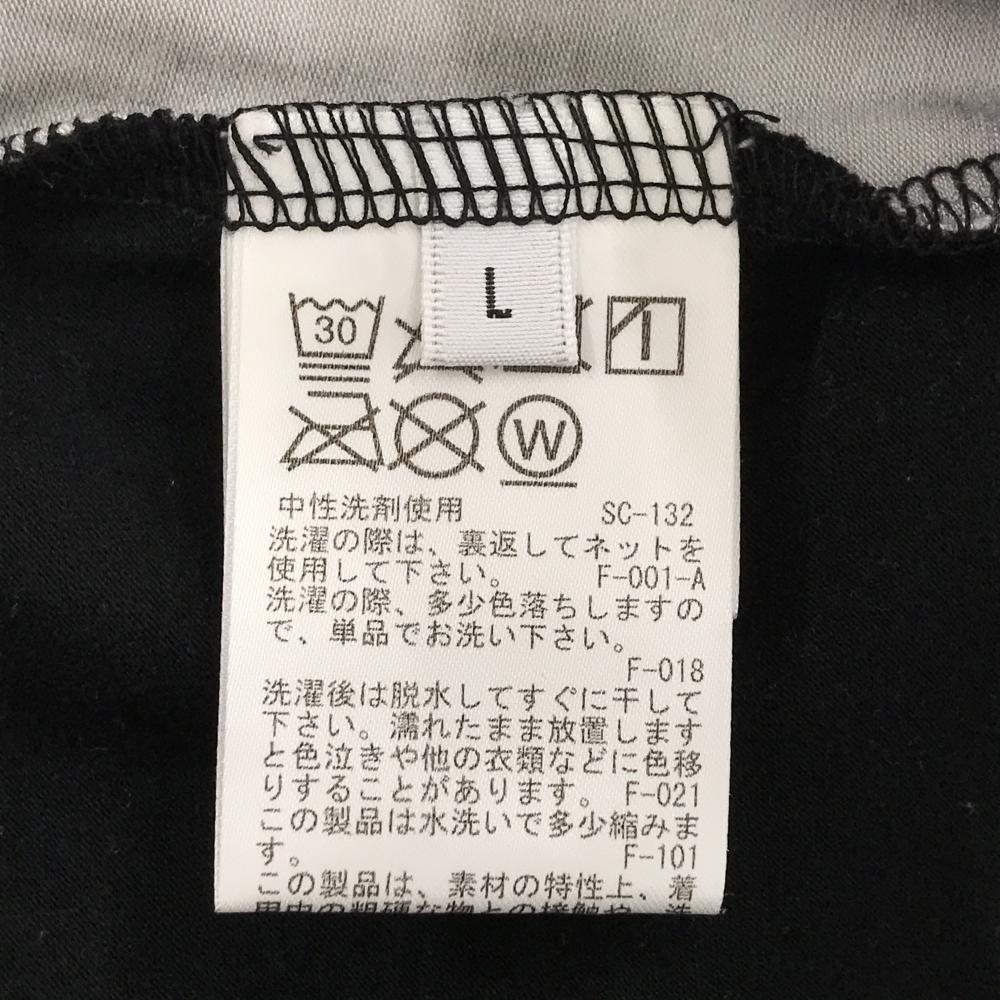 L
30
W
中性洗剤使用 SC-132
洗濯の際は、裏返してネットを
使用して下さい。 F-001-A
洗濯の際、多少色落ちしますの
で、単品でお洗い下さい。
F-018
洗濯後は脱水してすぐに干して
下さい。濡れたまま放置します
と色泣きや他の衣類などに色移
りすることがあります。 F-021
この製品は水洗いで多少縮みま
す。 F-101
この製品は、素材の特性上、着